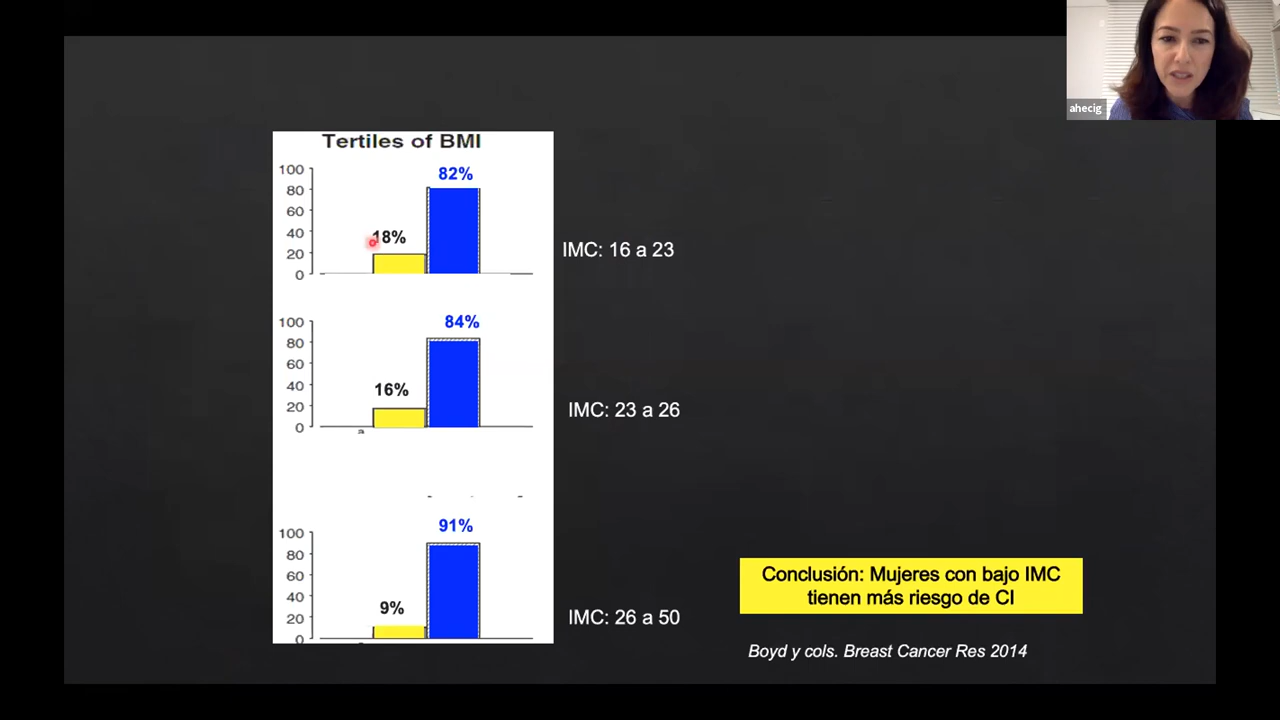 ahecig
Tertiles of BMI
100
80
60
40
20
0
18%
82%
IMC: 16 a 23
100
80
60
40
20
0
16%
84%
a
IMC: 23 a 26
100
80
60
40
20
0
9%
91%
IMC: 26 a 50
Conclusión: Mujeres con bajo IMC
tienen más riesgo de CI
Boyd y cols. Breast Cancer Res 2014